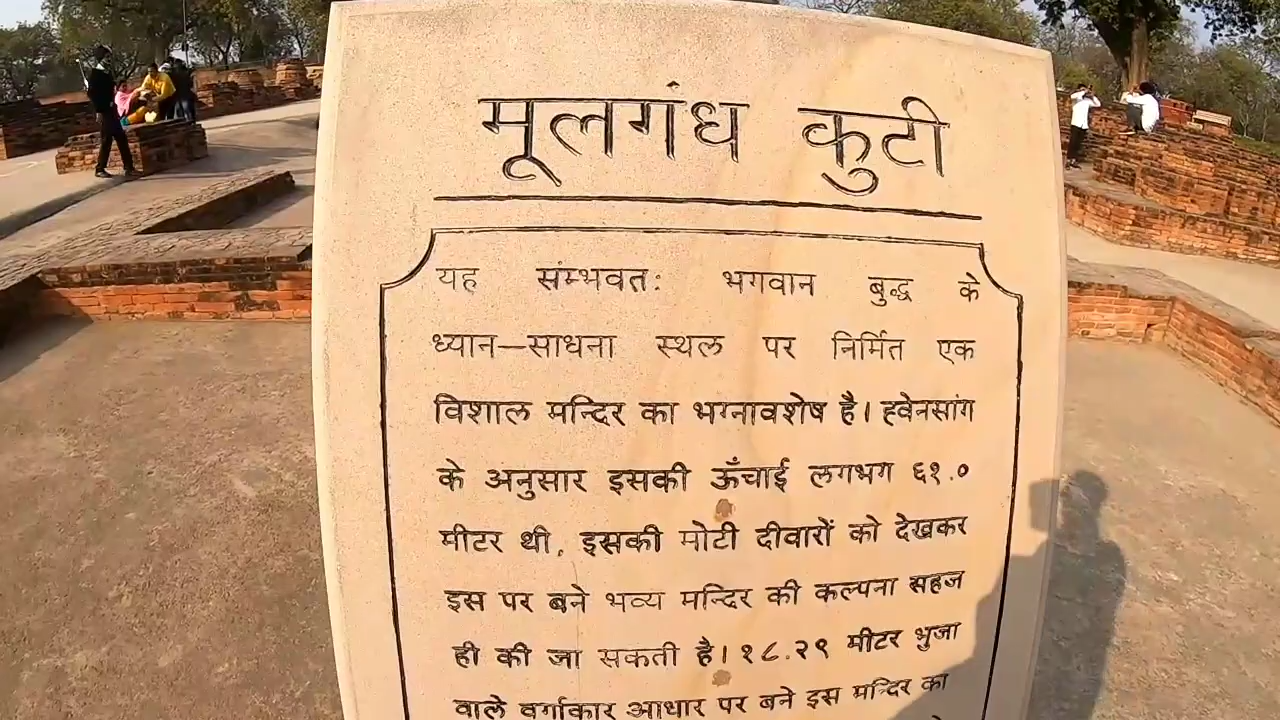 मूलगंध कुटी
यह संम्भवतः भगवान बुद्ध के
ध्यान–साधना स्थल पर निर्मित एक
विशाल मन्दिर का भग्नावशेष है। ह्वेनसांग
के अनुसार इसकी ऊँचाई लगभग ६१.०
मीटर थी, इसकी मोटी दीवारों को देखकर
इस पर बने भव्य मन्दिर की कल्पना सहज
ही की जा सकती है। १८.२९ मीटर भुजा
वाले वर्गाकार आधार पर बने इस मन्दिर का